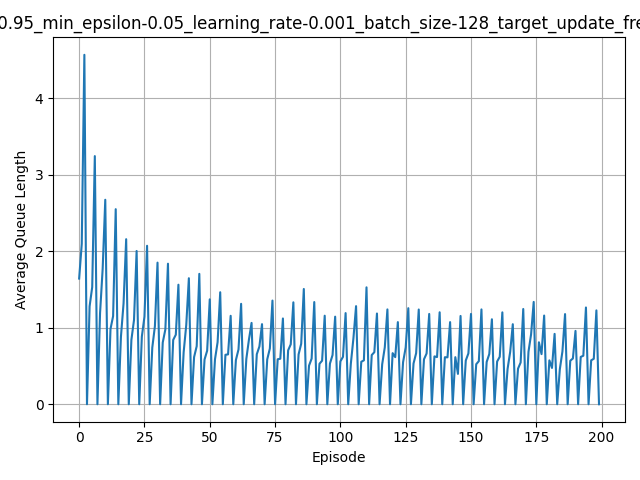 0.95_min_epsilon-0.05_learning_rate-0.001_batch_size-128_target_update_fre
Average Queue Length
4
3
2
1
0
0 25 50 75 100 125 150 175 200
Episode